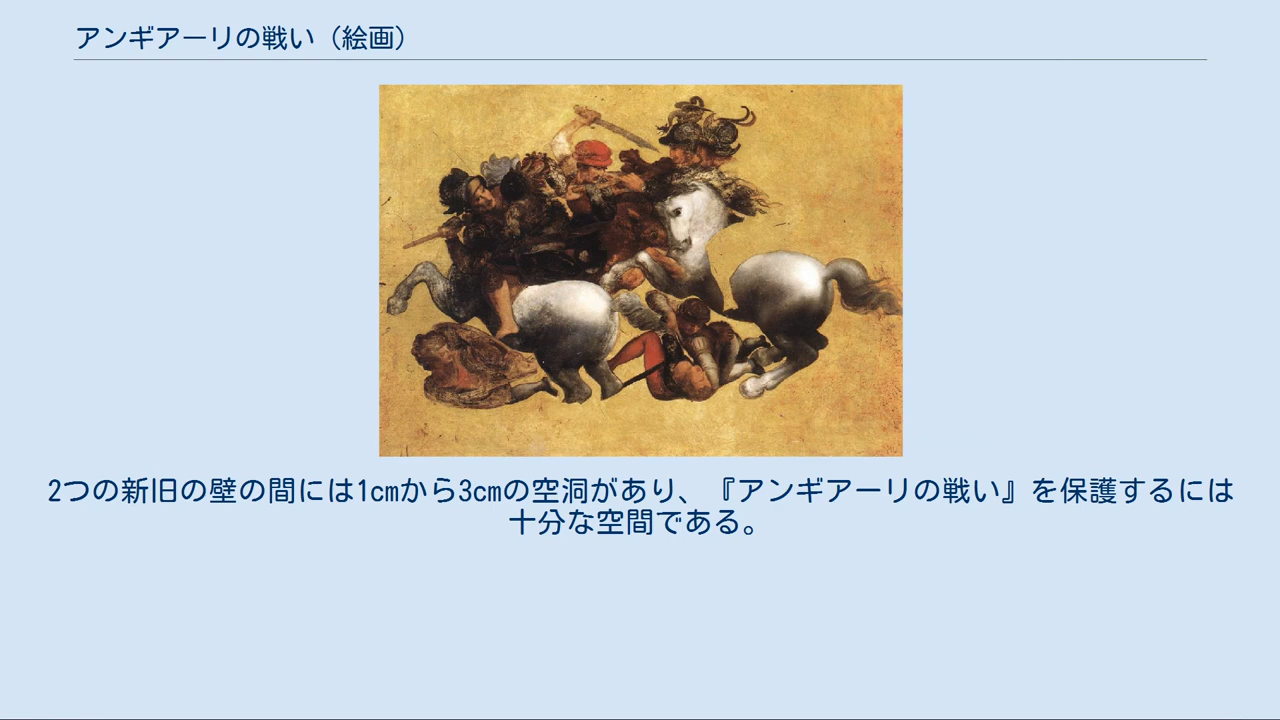 アンギアーリの戦い（絵画）
2つの新旧の壁の間には1cmから3cmの空洞があり、『アンギアーリの戦い』を保護するには
十分な空間である。